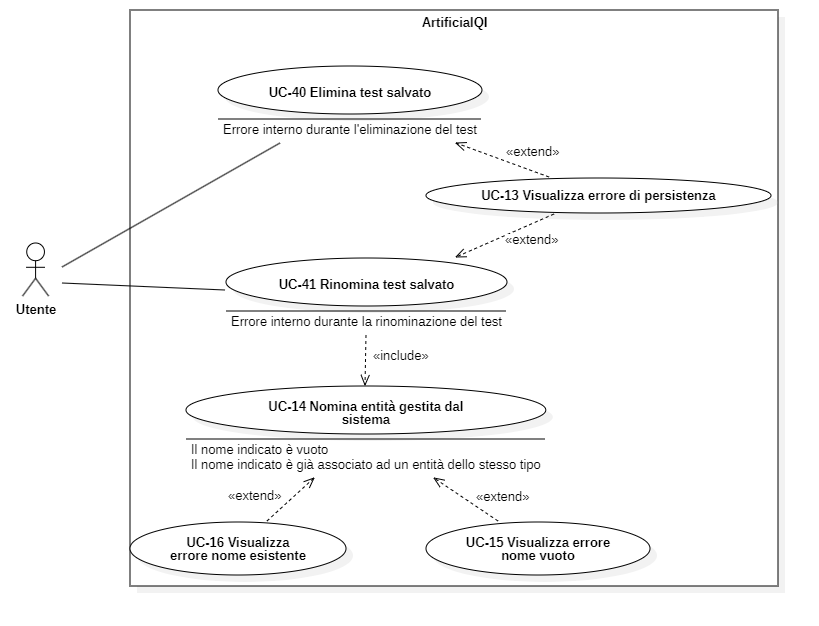 ArtificialQI
UC-40 Elimina test salvato
Errore interno durante l'eliminazione del test
«extend»
UC-13 Visualizza errore di persistenza
«extend»
UC-41 Rinomina test salvato
Utente
Errore interno durante la rinominazione del test
«include»
UC-14 Nomina entità gestita dal
sistema
Il nome indicato è vuoto
Il nome indicato è già associato ad un entità dello stesso tipo
«extend»
«extend»
UC-16 Visualizza
errore nome esistente
UC-15 Visualizza errore
nome vuoto